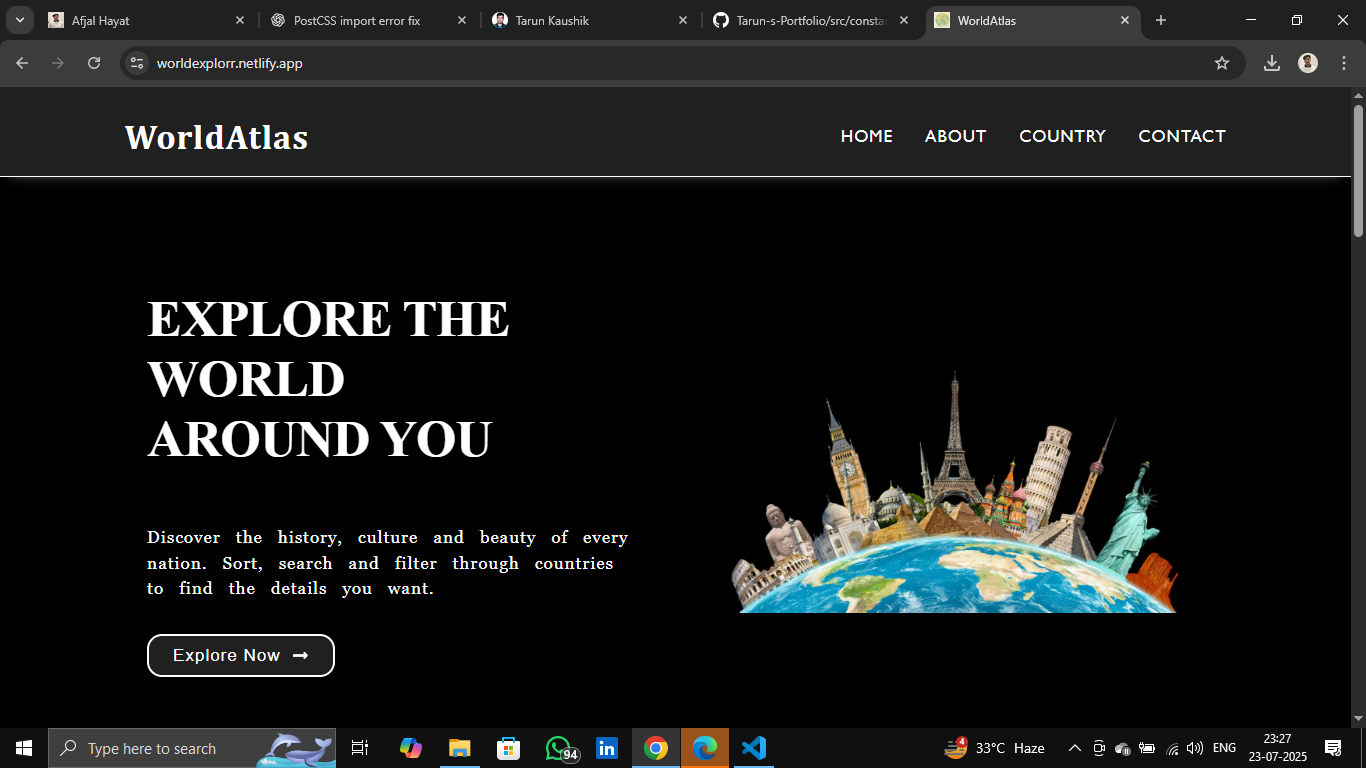 Afjal Hayat
PostCSS import error fix
Tarun Kaushik
Tarun-s-Portfolio/src/consta
WorldAtlas
worldexplorr.netlify.app
WorldAtlas
HOME ABOUT COUNTRY CONTACT
EXPLORE THE
WORLD
AROUND YOU
Discover the history, culture and beauty of every
nation. Sort, search and filter through countries
to find the details you want.
Explore Now
Type here to search
94
4
33°C Haze
ENG
23:27
23-07-2025